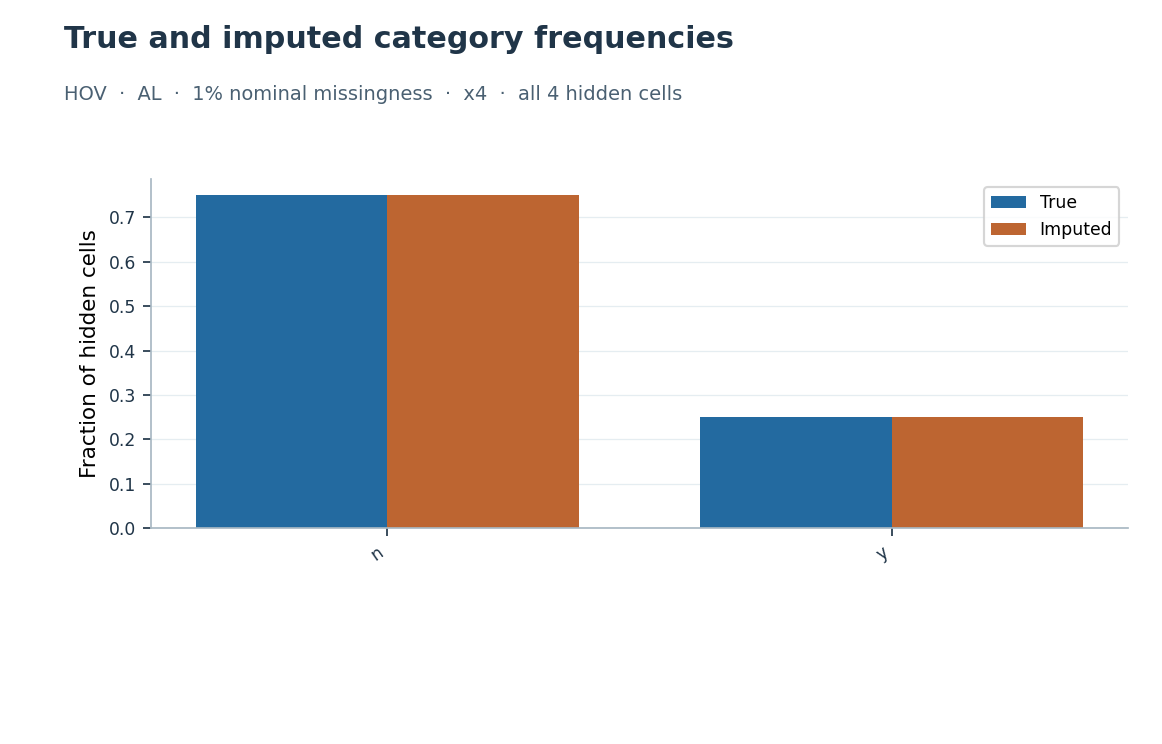 True and imputed category frequencies
HOV · AL · 1% nominal missingness · x4 · all 4 hidden cells
Fraction of hidden cells
0.7
0.6
0.5
0.4
0.3
0.2
0.1
0.0
True
Imputed
n
y